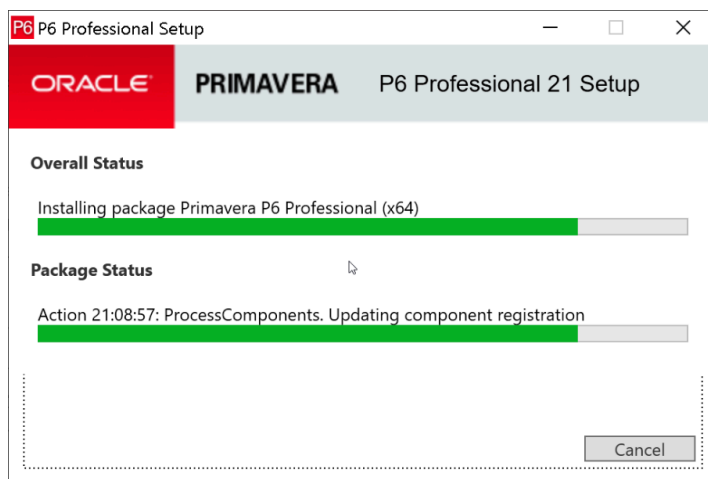 P6 P6 Professional Setup
ORACLE PRIMAVERA P6 Professional 21 Setup
Overall Status
Installing package Primavera P6 Professional (x64)
Package Status
Action 21:08:57: ProcessComponents. Updating component registration
Cancel